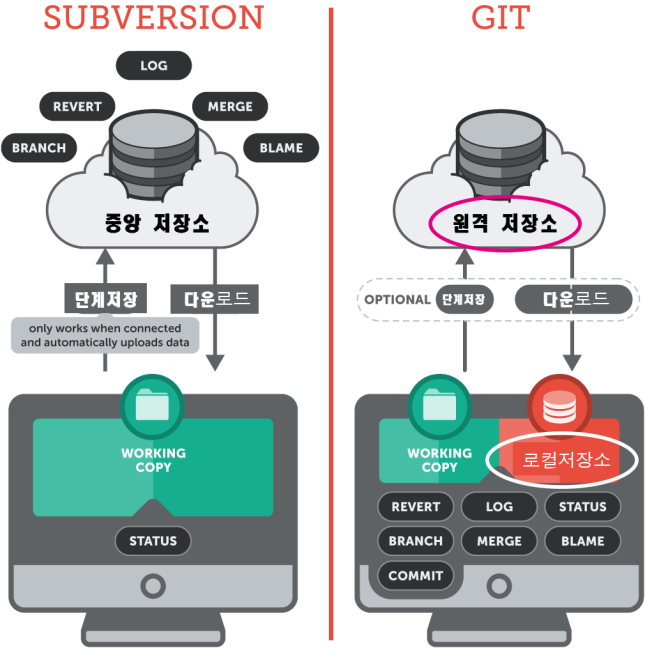 SUBVERSION
LOG
REVERT
MERGE
BRANCH
BLAME
중앙 저장소
단계저장
다운로드
only works when connected
and automatically uploads data
WORKING
COPY
STATUS
GIT
원격 저장소
OPTIONAL
단계저장
다운로드
WORKING
COPY
로컬저장소
REVERT
LOG
STATUS
BRANCH
MERGE
BLAME
COMMIT